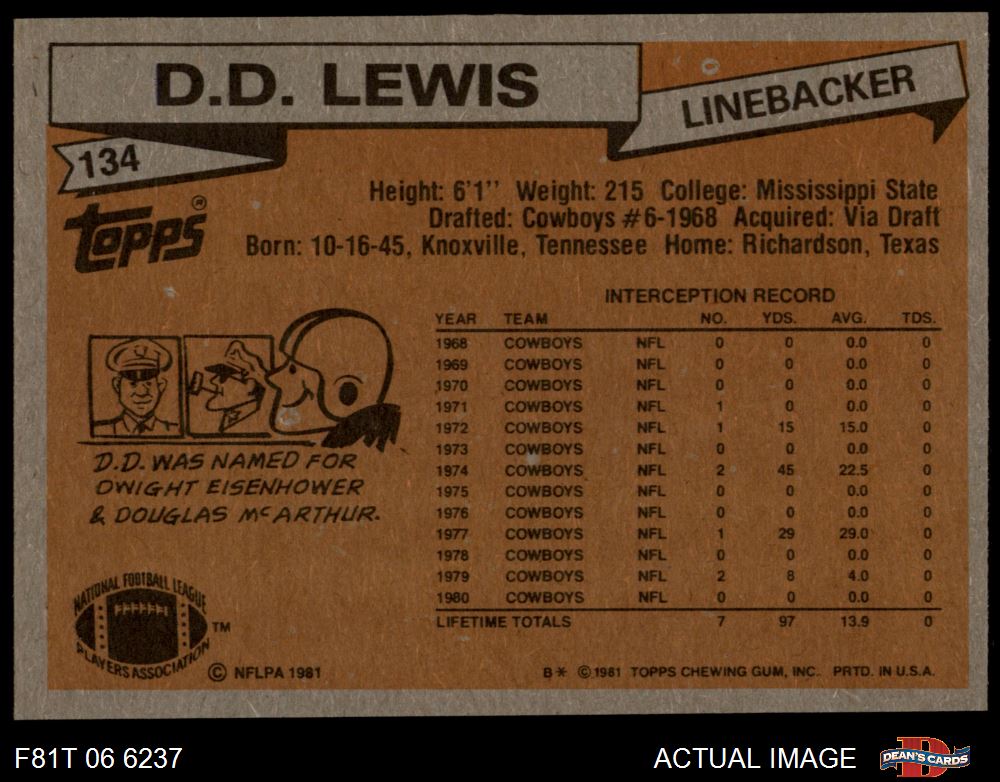 D.D. LEWIS
LINEBACKER
134
TOPPS®
Height: 6'1'' Weight: 215 College: Mississippi State
Drafted: Cowboys #6-1968 Acquired: Via Draft
Born: 10-16-45, Knoxville, Tennessee Home: Richardson, Texas
INTERCEPTION RECORD
YEAR TEAM NO. YDS. AVG. TDS.
1968 COWBOYS NFL 0 0 0.0 0
1969 COWBOYS NFL 0 0 0.0 0
1970 COWBOYS NFL 0 0 0.0 0
1971 COWBOYS NFL 1 0 0.0 0
1972 COWBOYS NFL 1 15 15.0 0
1973 COWBOYS NFL 0 0 0.0 0
1974 COWBOYS NFL 2 45 22.5 0
1975 COWBOYS NFL 0 0 0.0 0
1976 COWBOYS NFL 0 0 0.0 0
1977 COWBOYS NFL 1 29 29.0 0
1978 COWBOYS NFL 0 0 0.0 0
1979 COWBOYS NFL 2 8 4.0 0
1980 COWBOYS NFL 0 0 0.0 0
LIFETIME TOTALS 7 97 13.9 0
D.D. WAS NAMED FOR
DWIGHT EISENHOWER
& DOUGLAS McARTHUR.
NATIONAL FOOTBALL LEAGUE
PLAYERS ASSOCIATION
TM
© NFLPA 1981
B* © 1981 TOPPS CHEWING GUM, INC. PRTD. IN U.S.A.
F81T 06 6237
ACTUAL IMAGE
DEAN'S CARDS